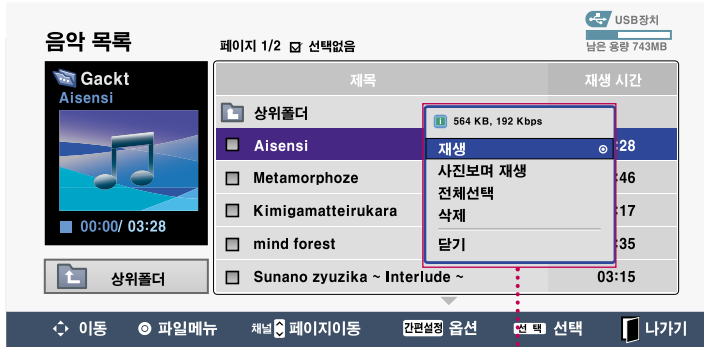 USB장치
음악 목록
페이지 1/2 선택없음
남은 용량 743MB
Gackt
Aisensi
00:00/ 03:28
상위폴더
제목 재생 시간
상위폴더
Aisensi :28
Metamorphoze :46
Kimigamatteirukara :17
mind forest :35
Sunano zyuzika ~ Interlude ~ 03:15
564 KB, 192 Kbps
재생
사진보며 재생
전체선택
삭제
닫기
이동 파일메뉴 채널 페이지이동 간편설정 옵션 선택 선택 나가기